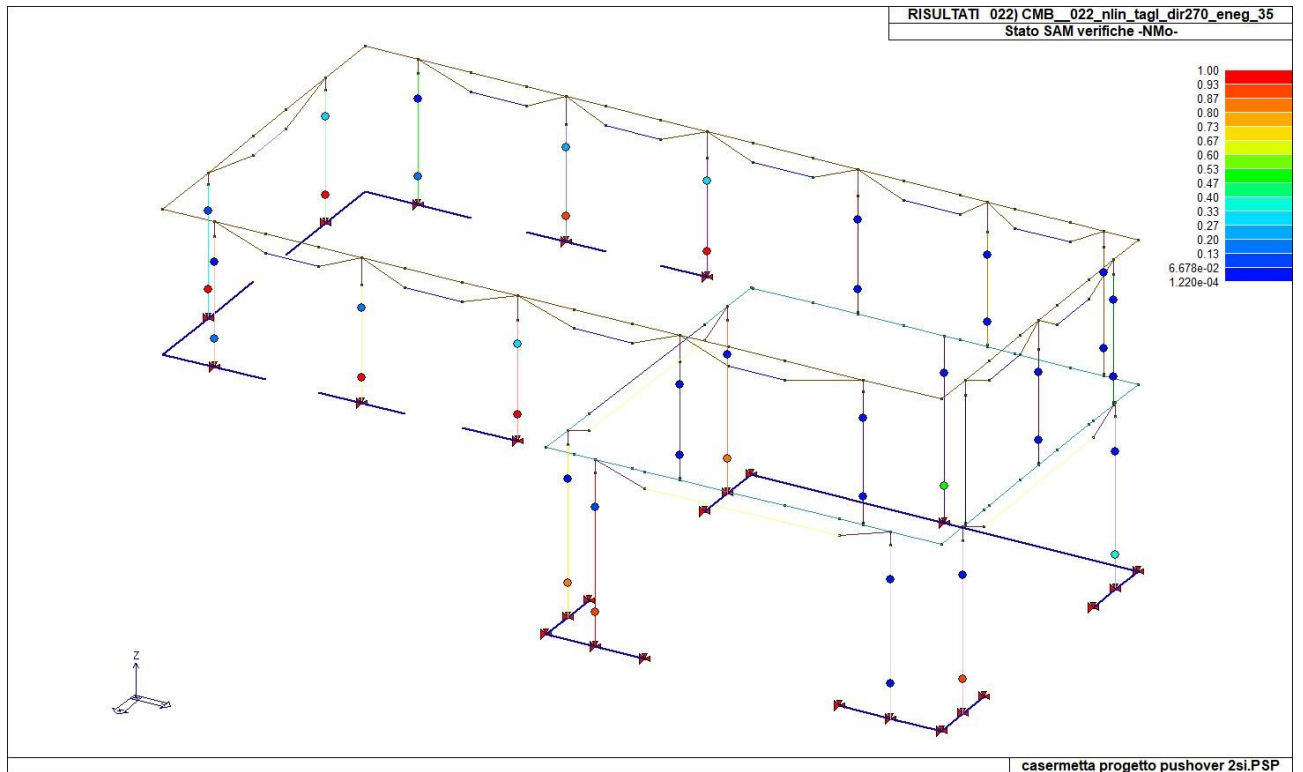 RISULTATI 022) CMB__022_nlin_tagl_dir270_eneg_35
Stato SAM verifiche -NMo-
1.00
0.93
0.87
0.80
0.73
0.67
0.60
0.53
0.47
0.40
0.33
0.27
0.20
0.13
6.678e-02
1.220e-04
Z
casermetta progetto pushover 2si.PSP